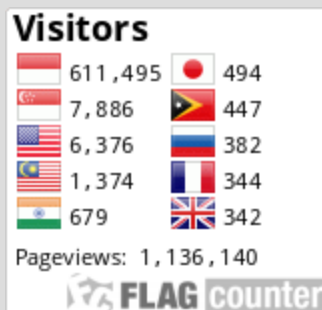 Visitors
611,495 494
7,886 447
6,376 382
1,374 344
679 342
Pageviews: 1,136,140
FLAG counter